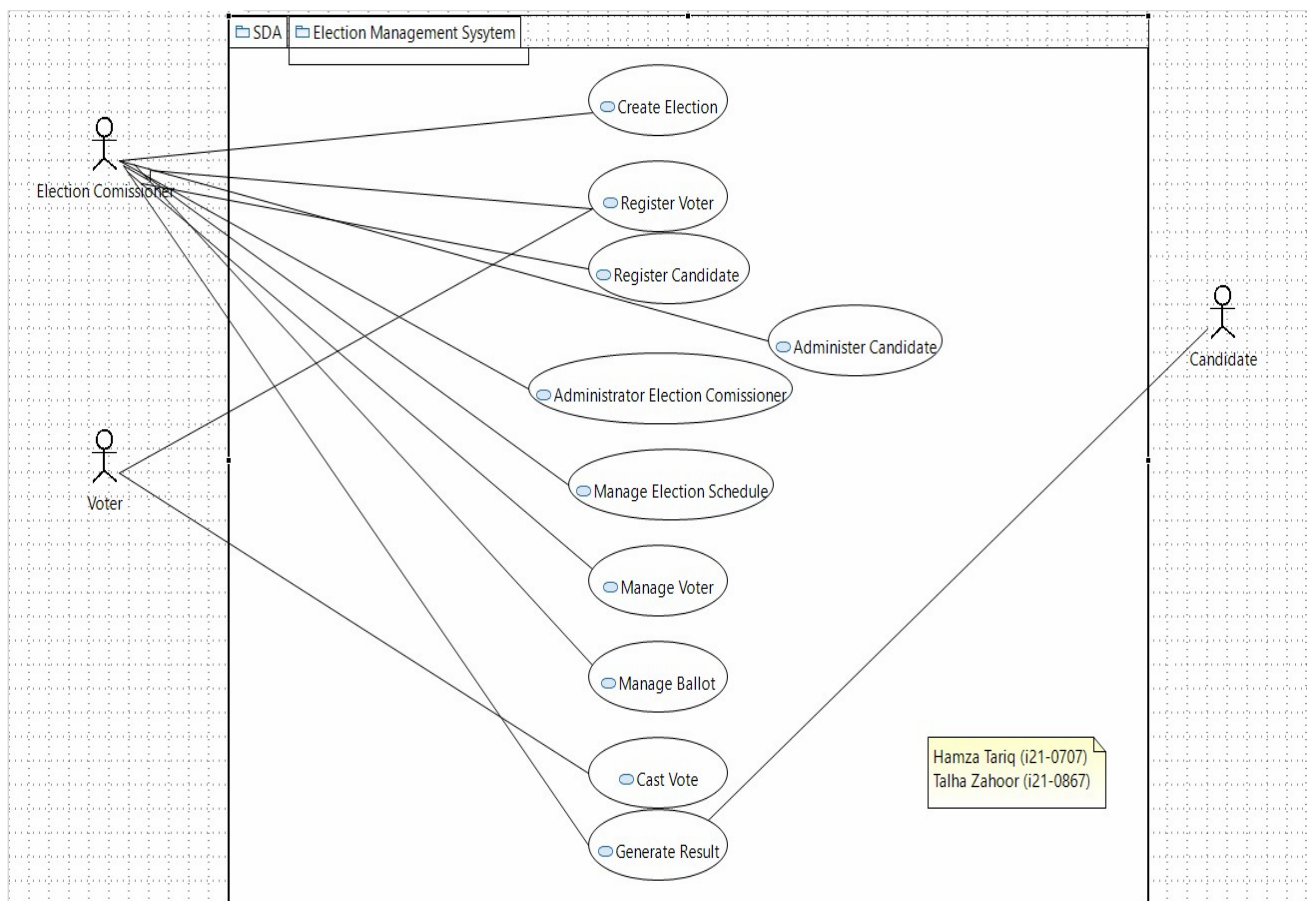 SDA
Election Management Sysytem
Create Election
Election Comissioner
Register Voter
Register Candidate
Administer Candidate
Candidate
Administrator Election Comissioner
Voter
Manage Election Schedule
Manage Voter
Manage Ballot
Hamza Tariq (i21-0707)
Talha Zahoor (i21-0867)
Cast Vote
Generate Result